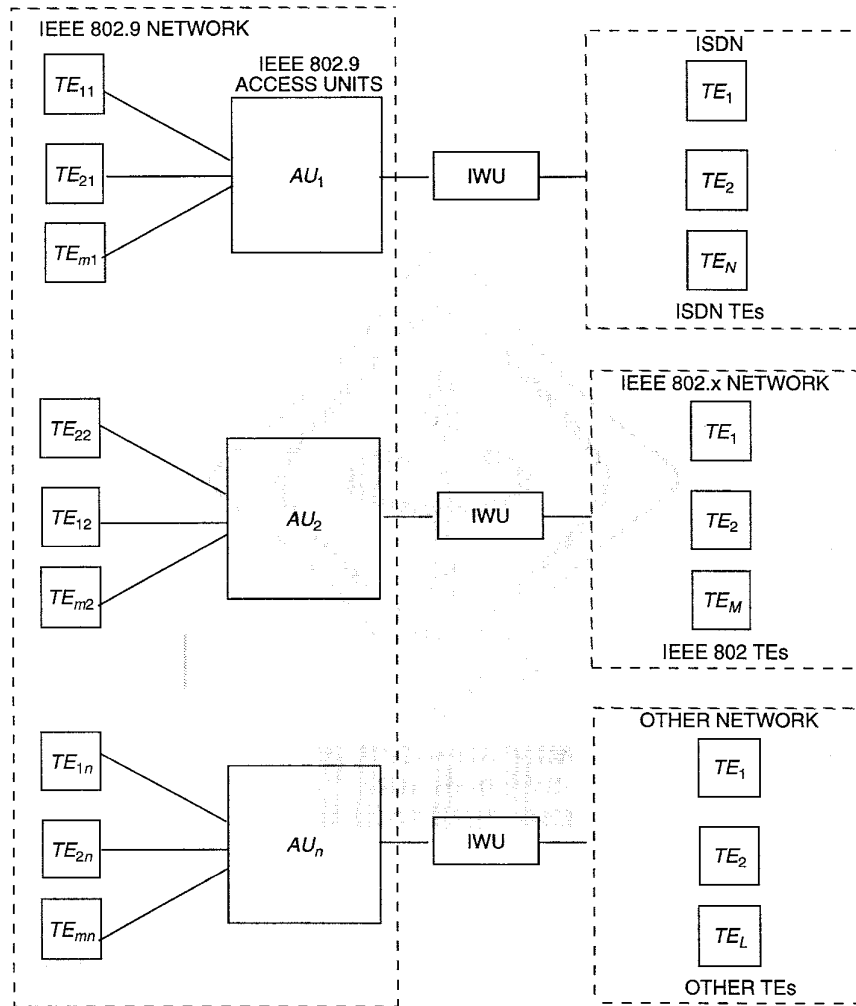 IEEE 802.9 NETWORK
IEEE 802.9
ACCESS UNITS
TE11
TE21
TEm1
AU1
IWU
ISDN
TE1
TE2
TEN
ISDN TEs
TE22
TE12
TEm2
AU2
IWU
IEEE 802.x NETWORK
TE1
TE2
TEM
IEEE 802 TEs
TE1n
TE2n
TEmn
AUn
IWU
OTHER NETWORK
TE1
TE2
TEL
OTHER TEs